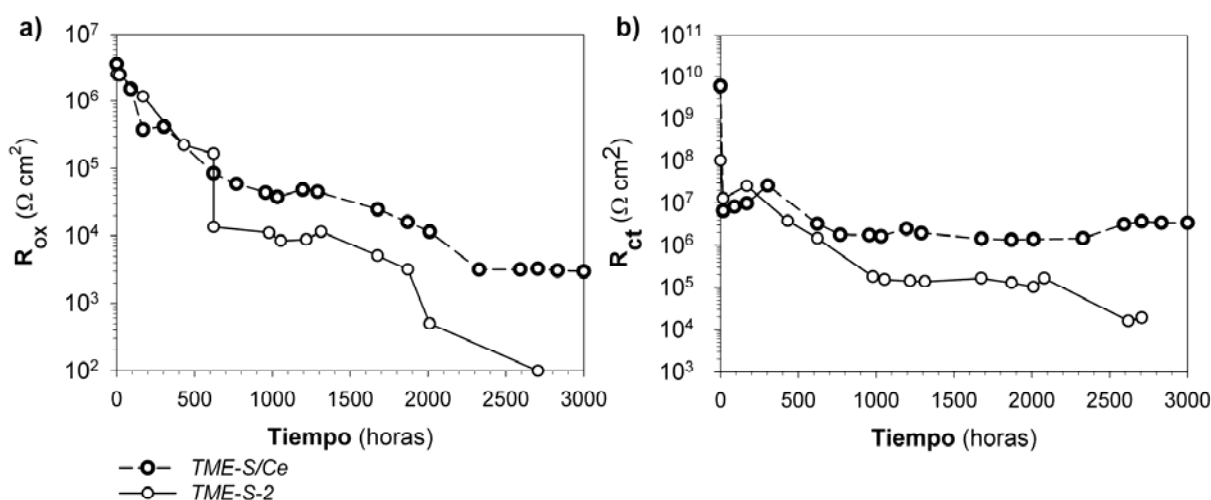 a)
10⁷
10⁶
10⁵
10⁴
10³
10²
R_ox (Ω cm²)
0 500 1000 1500 2000 2500 3000
Tiempo (horas)
b)
10¹¹
10¹⁰
10⁹
10⁸
10⁷
10⁶
10⁵
10⁴
10³
R_ct (Ω cm²)
0 500 1000 1500 2000 2500 3000
Tiempo (horas)
TME-S/Ce
TME-S-2